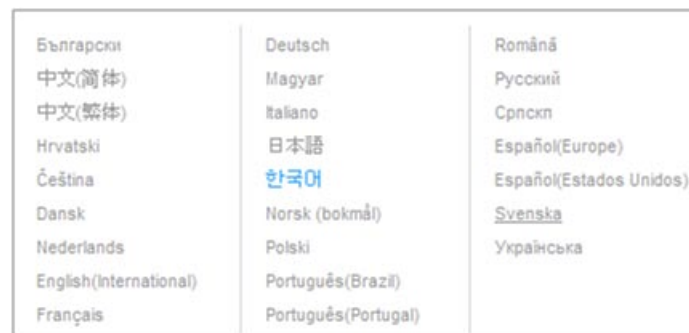 Български
中文(简体)
中文(繁体)
Hrvatski
Čeština
Dansk
Nederlands
English(International)
Français
Deutsch
Magyar
Italiano
日本語
한국어
Norsk (bokmål)
Polski
Português(Brazil)
Português(Portugal)
Română
Русский
Српскп
Español(Europe)
Español(Estados Unidos)
Svenska
Українська